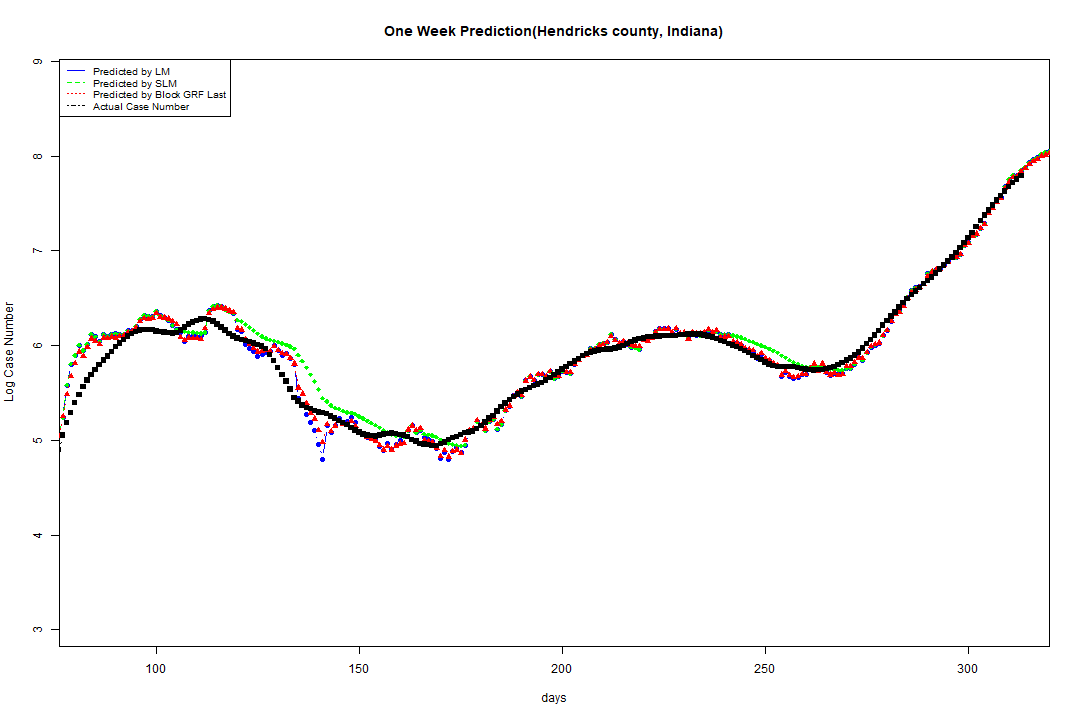 One Week Prediction(Hendricks county, Indiana)
Predicted by LM
Predicted by SLM
Predicted by Block GRF Last
Actual Case Number
9
8
7
6
5
4
3
Log Case Number
100 150 200 250 300
days